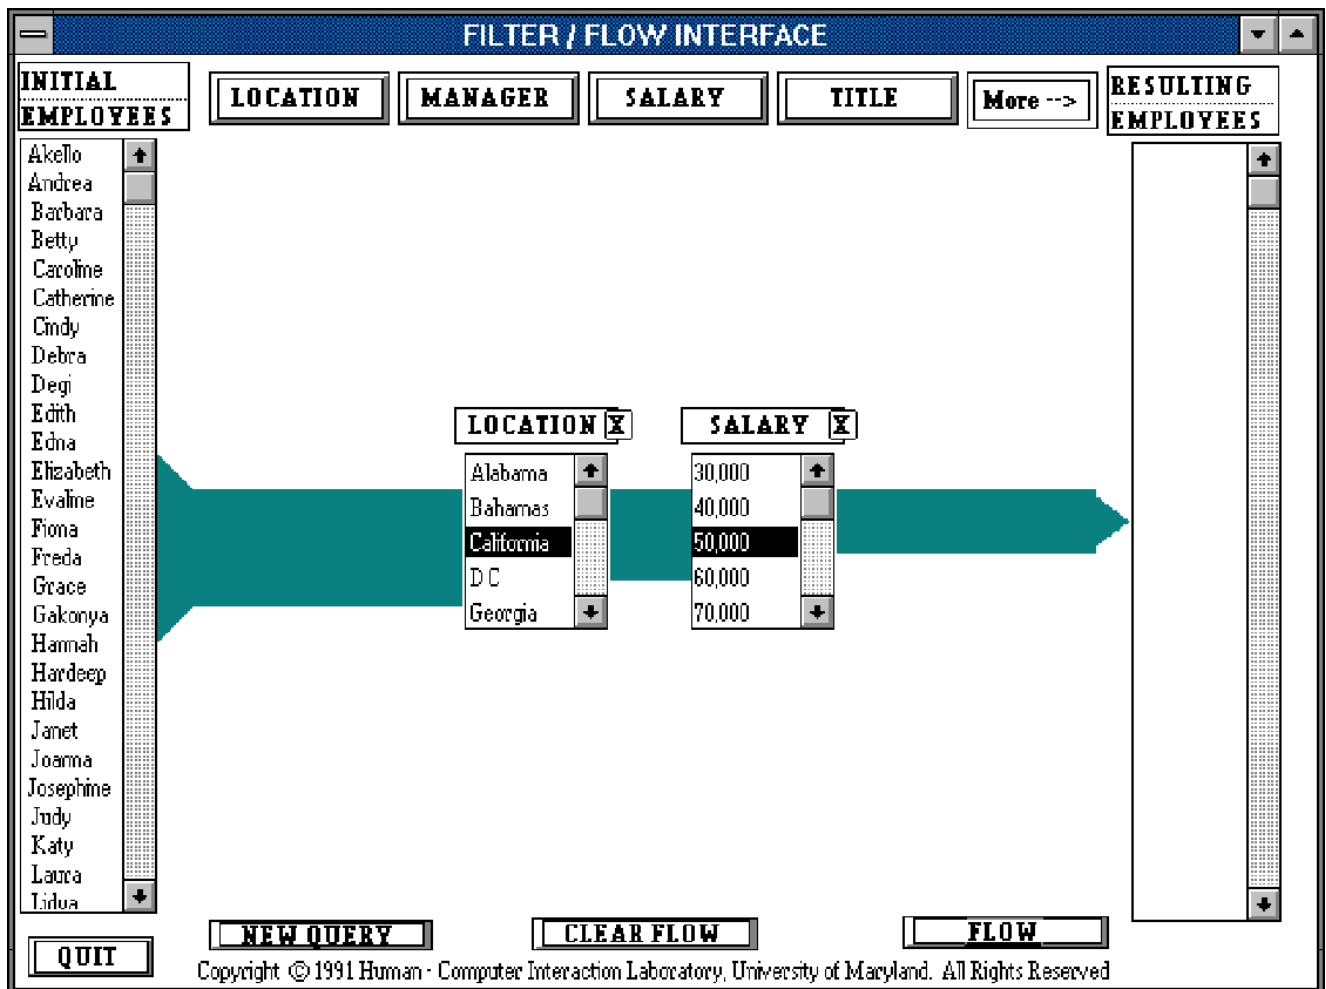 FILTER / FLOW INTERFACE
INITIAL
EMPLOYEES
LOCATION
MANAGER
SALARY
TITLE
More -->
RESULTING
EMPLOYEES
Akello
Andrea
Barbara
Betty
Caroline
Catherine
Cindy
Debra
Degi
Edith
Edna
Elizabeth
Evaline
Fiona
Freda
Grace
Gakonya
Hannah
Hardeep
Hilda
Janet
Joanna
Josephine
Judy
Katy
Laura
Lidua
LOCATION X
Alabama
Bahamas
California
D C
Georgia
SALARY X
30,000
40,000
50,000
60,000
70,000
NEW QUERY
CLEAR FLOW
FLOW
QUIT
Copyright © 1991 Human - Computer Interaction Laboratory, University of Maryland. All Rights Reserved